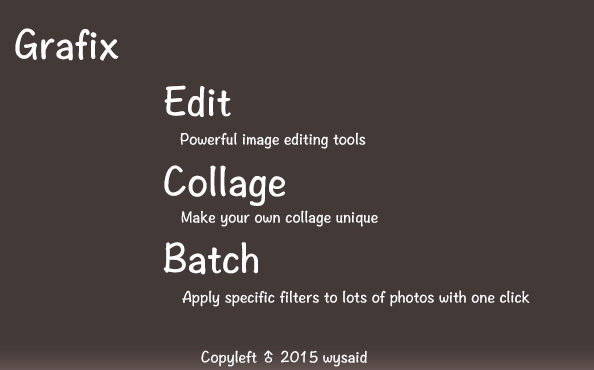 Grafix
Edit
Powerful image editing tools
Collage
Make your own collage unique
Batch
Apply specific filters to lots of photos with one click
Copyleft 2015 wysaid